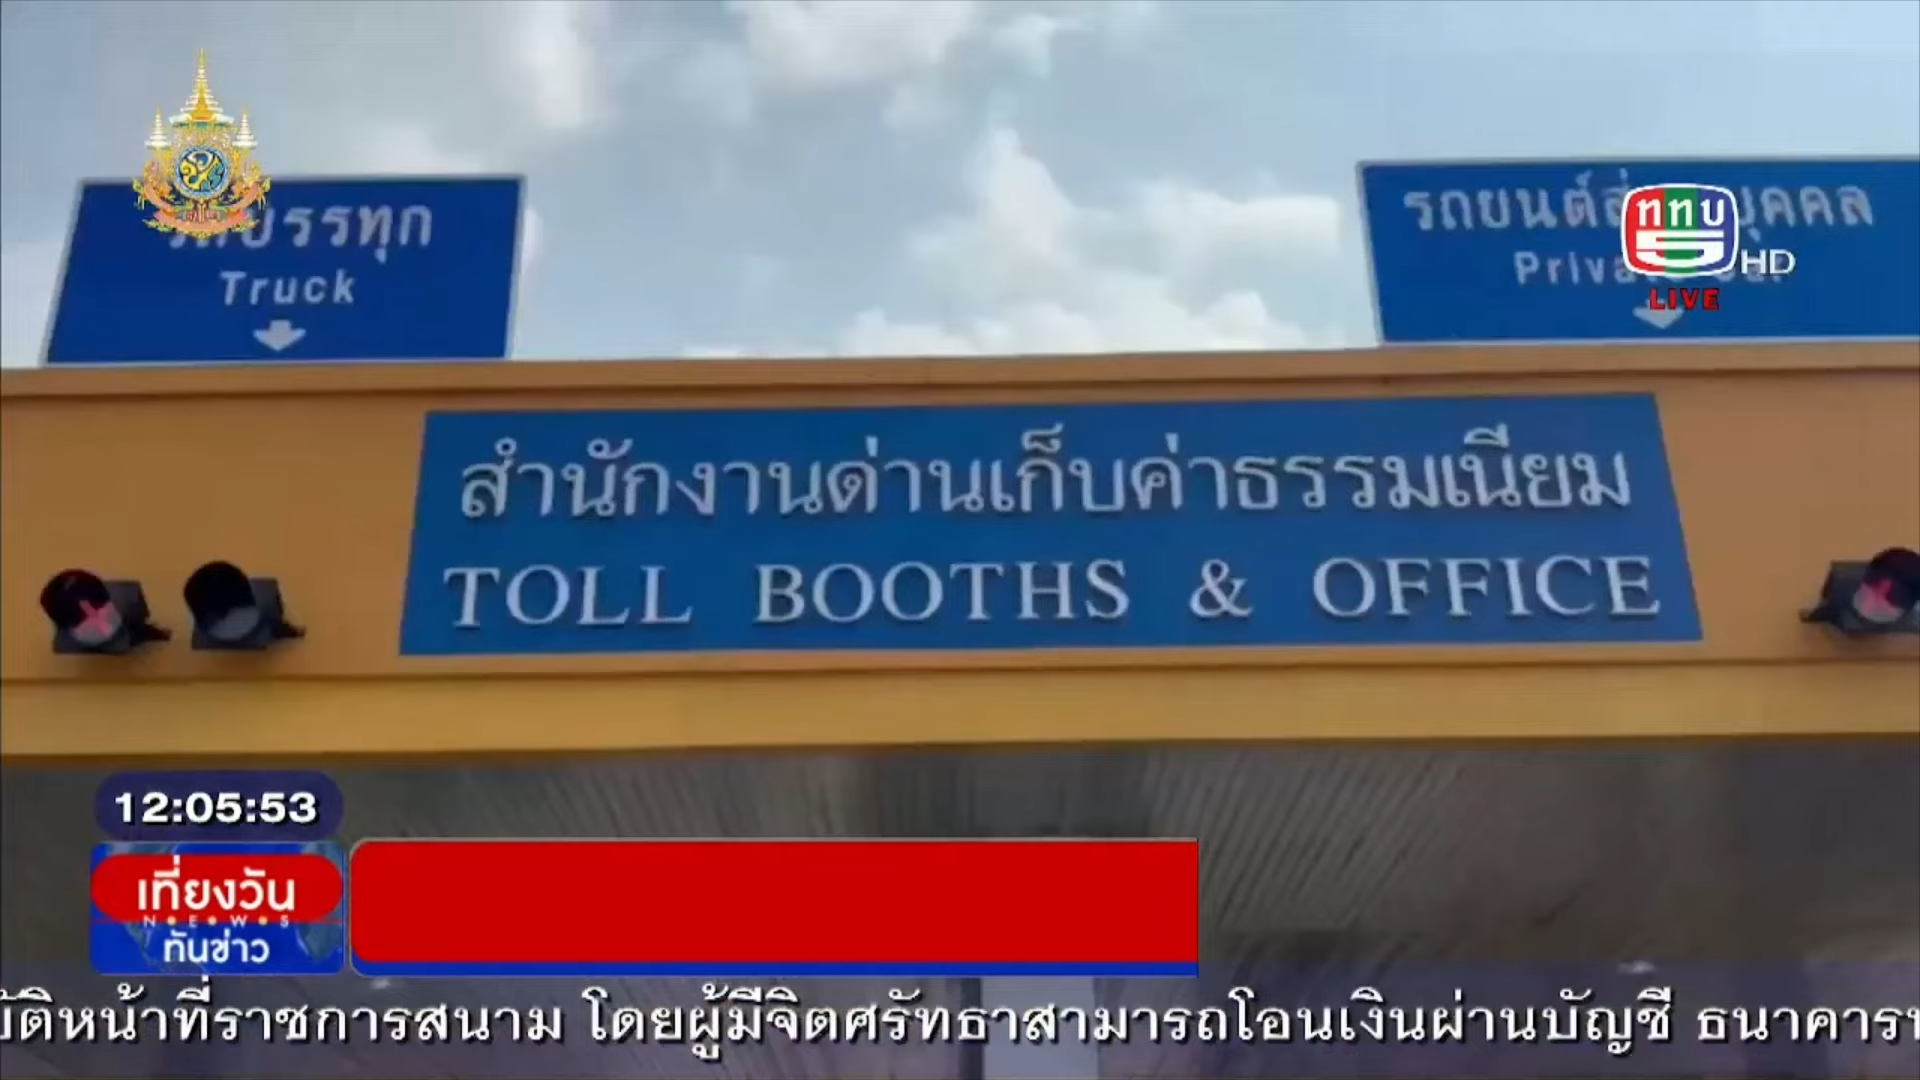 บรรทุก
Truck
รถยนต์
บุคคล
ททบ
5 HD
LIVE
สำนักงานด่านเก็บค่าธรรมเนียม
TOLL BOOTHS & OFFICE
12:05:53
เที่ยงวัน
NEWS
ทันข่าว
หน้าที่ราชการสนาม โดยผู้มีจิตศรัทธาสามารถโอนเงินผ่านบัญชี ธนาคาร